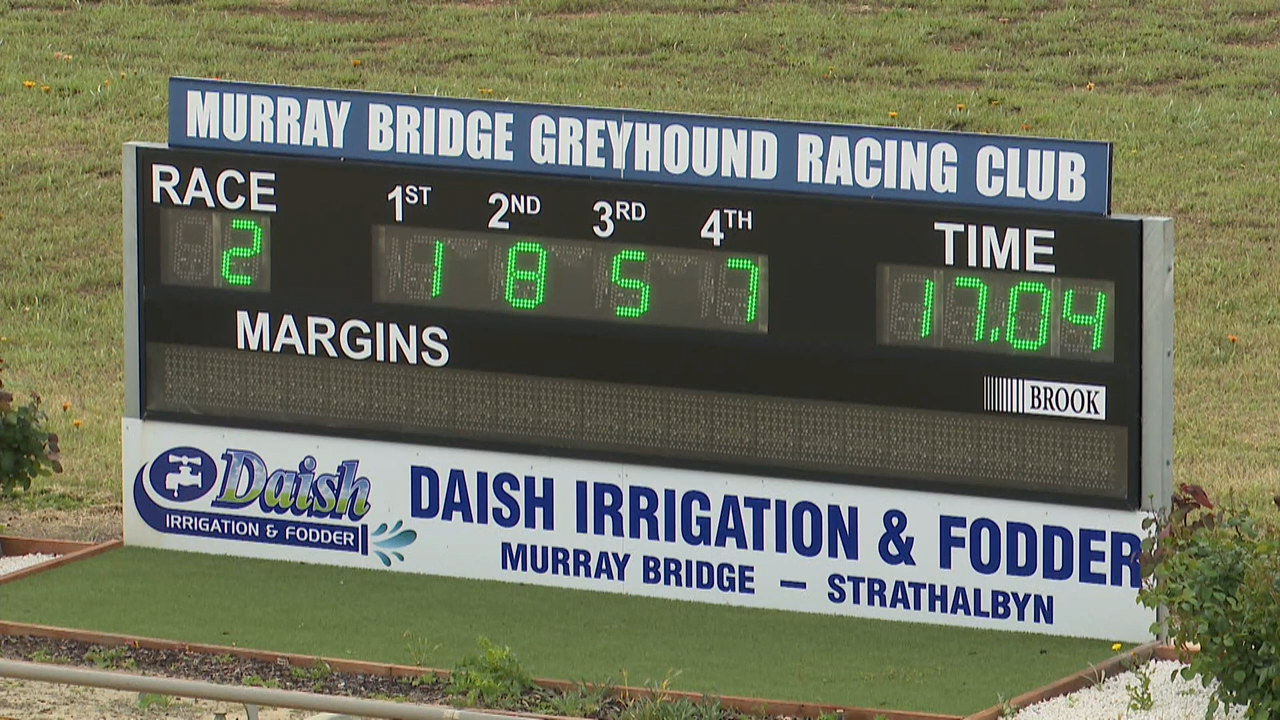 MURRAY BRIDGE GREYHOUND RACING CLUB
RACE 1ST 2ND 3RD 4TH TIME
2 1 8 5 7 17.04
MARGINS
BROOK
Daish
IRRIGATION & FODDER
DAISH IRRIGATION & FODDER
MURRAY BRIDGE – STRATHALBYN